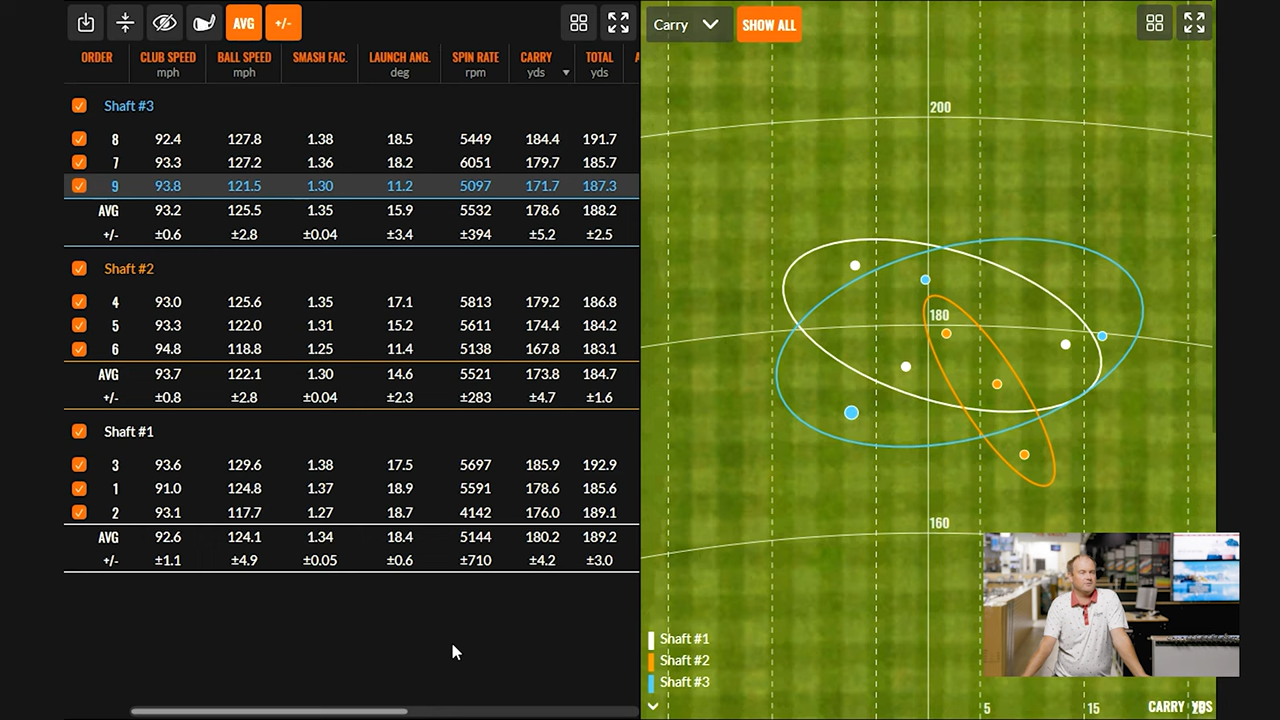 AVG +/-
ORDER CLUB SPEED BALL SPEED SMASH FAC. LAUNCH ANG. SPIN RATE CARRY TOTAL
mph mph deg rpm yds yds
Shaft #3
8 92.4 127.8 1.38 18.5 5449 184.4 191.7
7 93.3 127.2 1.36 18.2 6051 179.7 185.7
9 93.8 121.5 1.30 11.2 5097 171.7 187.3
AVG 93.2 125.5 1.35 15.9 5532 178.6 188.2
+/- ±0.6 ±2.8 ±0.04 ±3.4 ±394 ±5.2 ±2.5
Shaft #2
4 93.0 125.6 1.35 17.1 5813 179.2 186.8
5 93.3 122.0 1.31 15.2 5611 174.4 184.2
6 94.8 118.8 1.25 11.4 5138 167.8 183.1
AVG 93.7 122.1 1.30 14.6 5521 173.8 184.7
+/- ±0.8 ±2.8 ±0.04 ±2.3 ±283 ±4.7 ±1.6
Shaft #1
3 93.6 129.6 1.38 17.5 5697 185.9 192.9
1 91.0 124.8 1.37 18.9 5591 178.6 185.6
2 93.1 117.7 1.27 18.7 4142 176.0 189.1
AVG 92.6 124.1 1.34 18.4 5144 180.2 189.2
+/- ±1.1 ±4.9 ±0.05 ±0.6 ±710 ±4.2 ±3.0
Carry SHOW ALL
200
180
160
Shaft #1
Shaft #2
Shaft #3
5 15 CARRY YDS